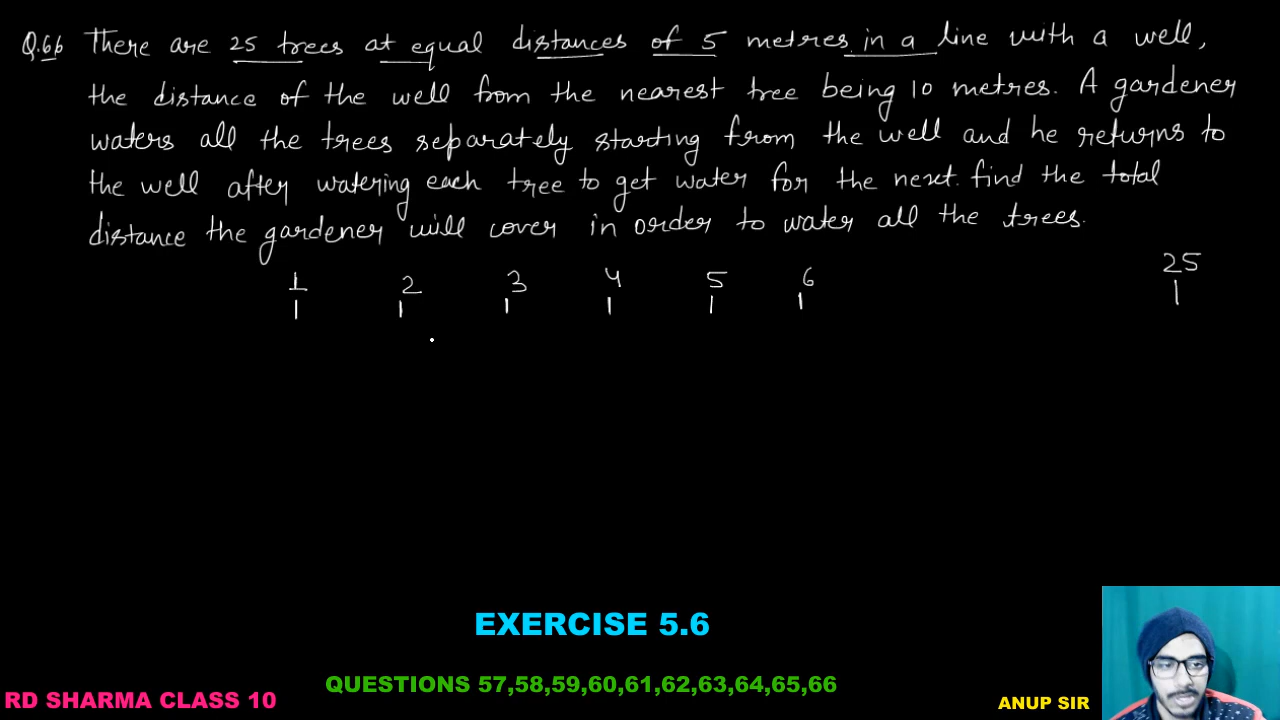 Q.66 There are 25 trees at equal distances of 5 metres in a line with a well,
the distance of the well from the nearest tree being 10 metres. A gardener
waters all the trees separately starting from the well and he returns to
the well after watering each tree to get water for the next. find the total
distance the gardener will cover in order to water all the trees.
1 2 3 4 5 6 25
EXERCISE 5.6
QUESTIONS 57,58,59,60,61,62,63,64,65,66
RD SHARMA CLASS 10
ANUP SIR